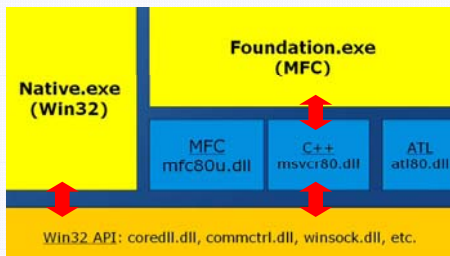 Foundation.exe
(MFC)
Native.exe
(Win32)
MFC
mfc80u.dll
C++
msvcr80.dll
ATL
atl80.dll
Win32 API: coredll.dll, commctrl.dll, winsock.dll, etc.